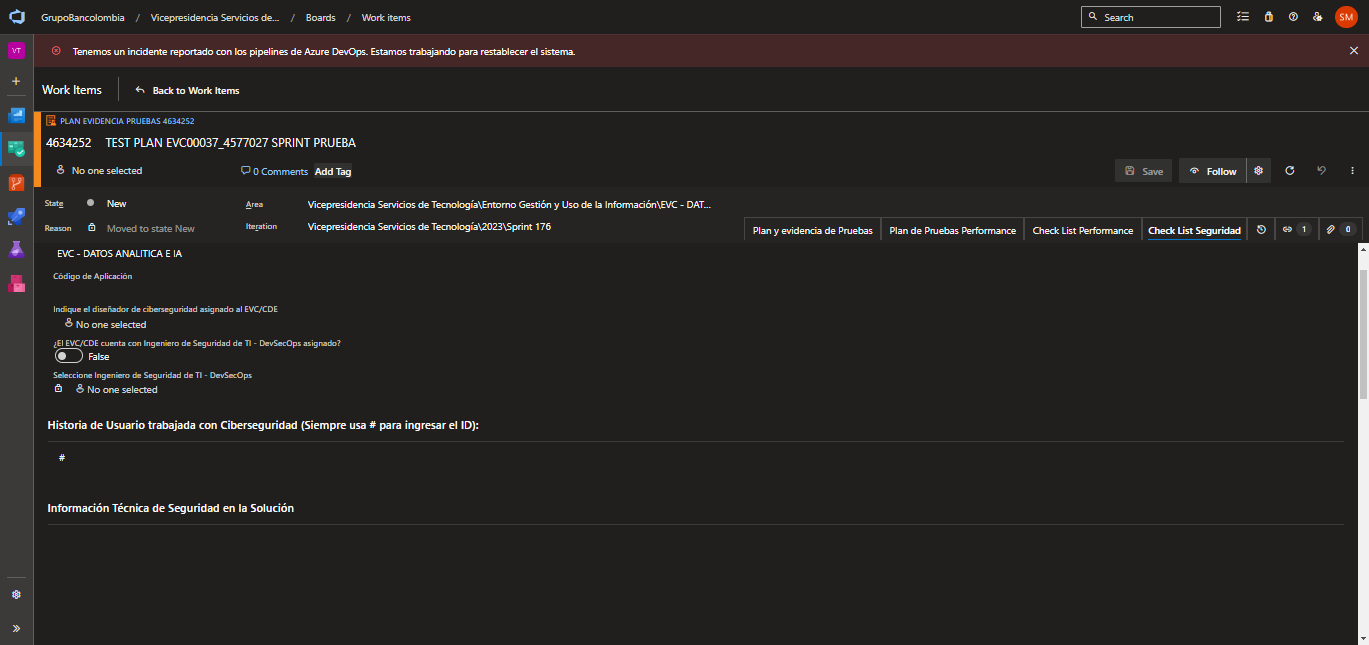 GrupoBancolombia / Vicepresidencia Servicios de... / Boards / Work items
Search
SM
VT
Tenemos un incidente reportado con los pipelines de Azure DevOps. Estamos trabajando para restablecer el sistema.
Work Items
Back to Work Items
PLAN EVIDENCIA PRUEBAS 4634252
4634252 TEST PLAN EVC00037_4577027 SPRINT PRUEBA
No one selected
0 Comments
Add Tag
Save
Follow
State
New
Area
Vicepresidencia Servicios de Tecnología\Entorno Gestión y Uso de la Información\EVC - DAT...
Reason
Moved to state New
Iteration
Vicepresidencia Servicios de Tecnología\2023\Sprint 176
Plan y evidencia de Pruebas
Plan de Pruebas Performance
Check List Performance
Check List Seguridad
1
0
EVC - DATOS ANALITICA E IA
Código de Aplicación
Indique el diseñador de ciberseguridad asignado al EVC/CDE
No one selected
¿El EVC/CDE cuenta con Ingeniero de Seguridad de TI - DevSecOps asignado?
False
Seleccione Ingeniero de Seguridad de TI - DevSecOps
No one selected
Historia de Usuario trabajada con Ciberseguridad (Siempre usa # para ingresar el ID):
#
Información Técnica de Seguridad en la Solución